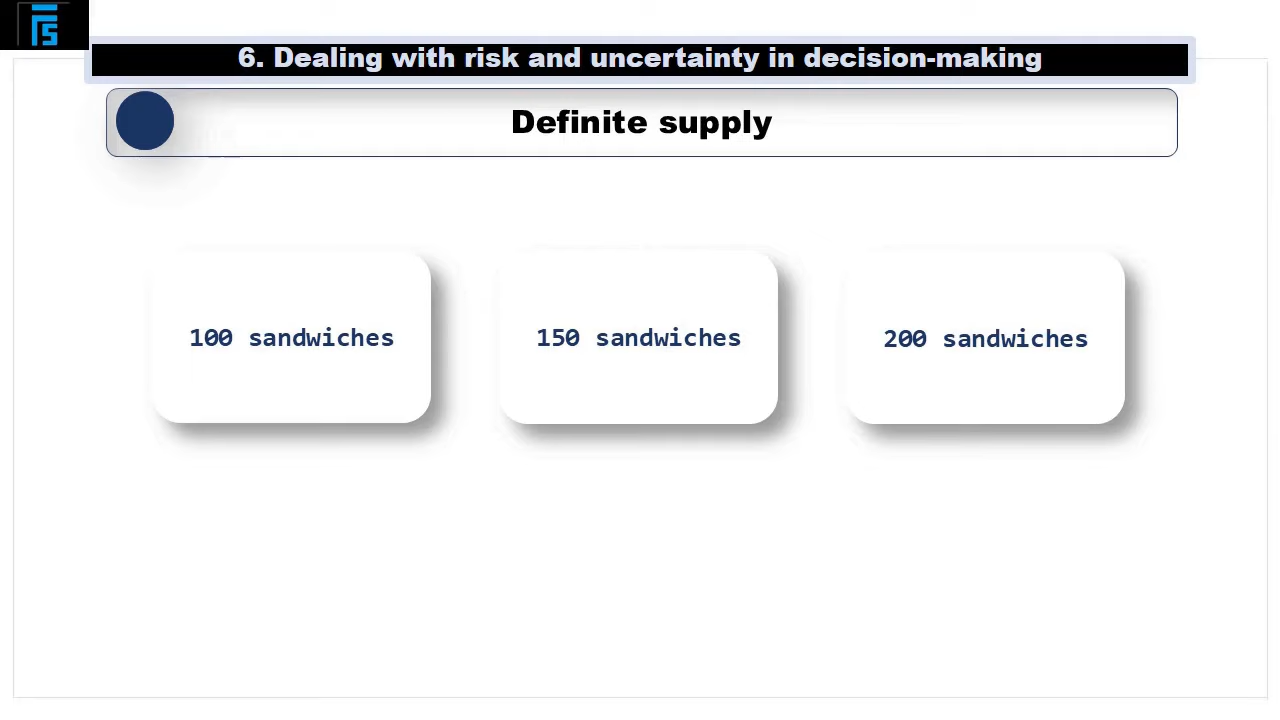 6. Dealing with risk and uncertainty in decision-making
Definite supply
100 sandwiches
150 sandwiches
200 sandwiches